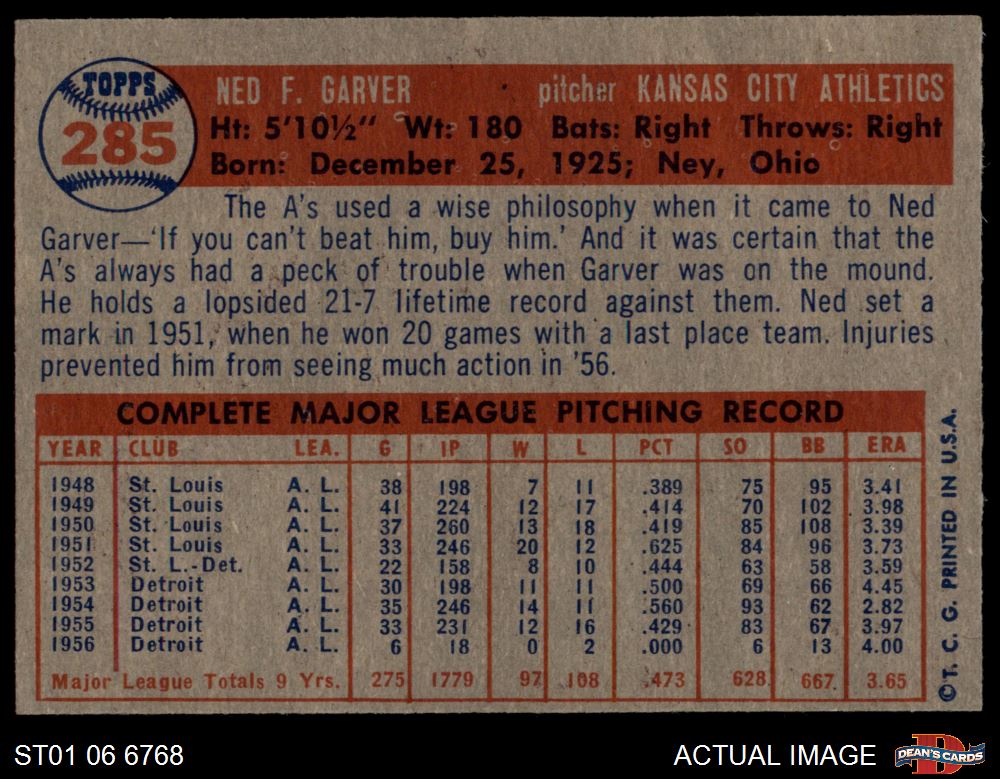 TOPPS
285
NED F. GARVER pitcher KANSAS CITY ATHLETICS
Ht: 5'10½" Wt: 180 Bats: Right Throws: Right
Born: December 25, 1925; Ney, Ohio
The A's used a wise philosophy when it came to Ned
Garver—'If you can't beat him, buy him.' And it was certain that the
A's always had a peck of trouble when Garver was on the mound.
He holds a lopsided 21-7 lifetime record against them. Ned set a
mark in 1951, when he won 20 games with a last place team. Injuries
prevented him from seeing much action in '56.
COMPLETE MAJOR LEAGUE PITCHING RECORD
YEAR CLUB LEA. G IP W L PCT SO BB ERA
1948 St. Louis A. L. 38 198 7 11 .389 75 95 3.41
1949 St. Louis A. L. 41 224 12 17 .414 70 102 3.98
1950 St. Louis A. L. 37 260 13 18 .419 85 108 3.39
1951 St. Louis A. L. 33 246 20 12 .625 84 96 3.73
1952 St. L.-Det. A. L. 22 158 8 10 .444 63 58 3.59
1953 Detroit A. L. 30 198 11 11 .500 69 66 4.45
1954 Detroit A. L. 35 246 14 11 .560 93 62 2.82
1955 Detroit A. L. 33 231 12 16 .429 83 67 3.97
1956 Detroit A. L. 6 18 0 2 .000 6 13 4.00
Major League Totals 9 Yrs. 275 1779 97 108 .473 628 667 3.65
©T. C. G. PRINTED IN U.S.A.
ST01 06 6768
ACTUAL IMAGE
DEAN'S CARDS